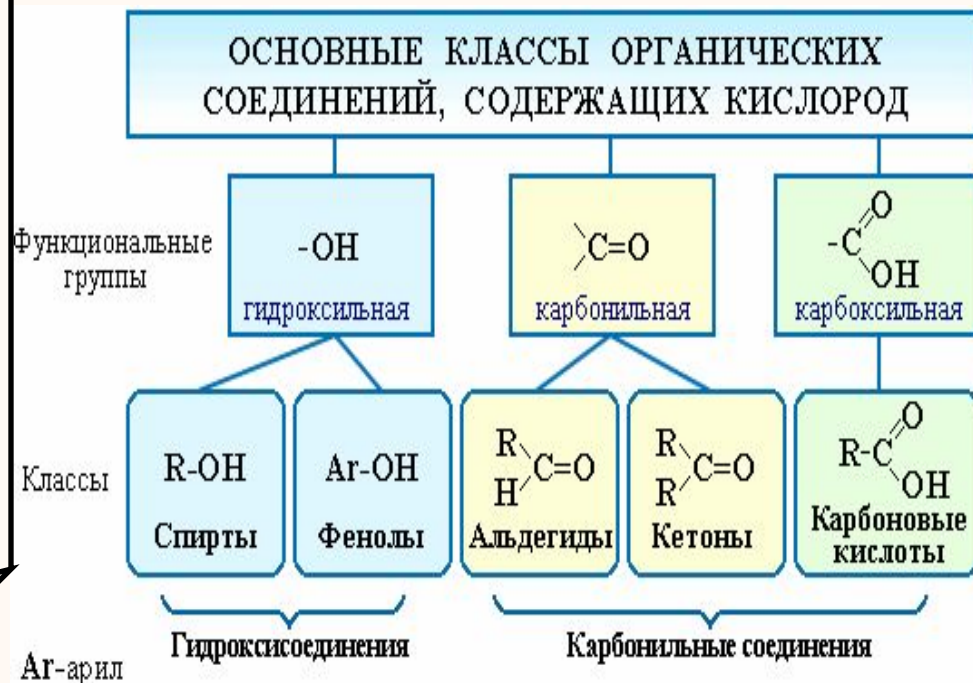 ОСНОВНЫЕ КЛАССЫ ОРГАНИЧЕСКИХ
СОЕДИНЕНИЙ, СОДЕРЖАЩИХ КИСЛОРОД
Функциональные
группы
-OH
гидроксильная
C=O
карбонильная
-C
O
OH
карбоксильная
Классы
R-OH
Спирты
Ar-OH
Фенолы
R
H
C=O
Альдегиды
R
R
C=O
Кетоны
R-C
O
OH
Карбоновые
кислоты
Гидроксисоединения
Карбонильные соединения
Ar-арил